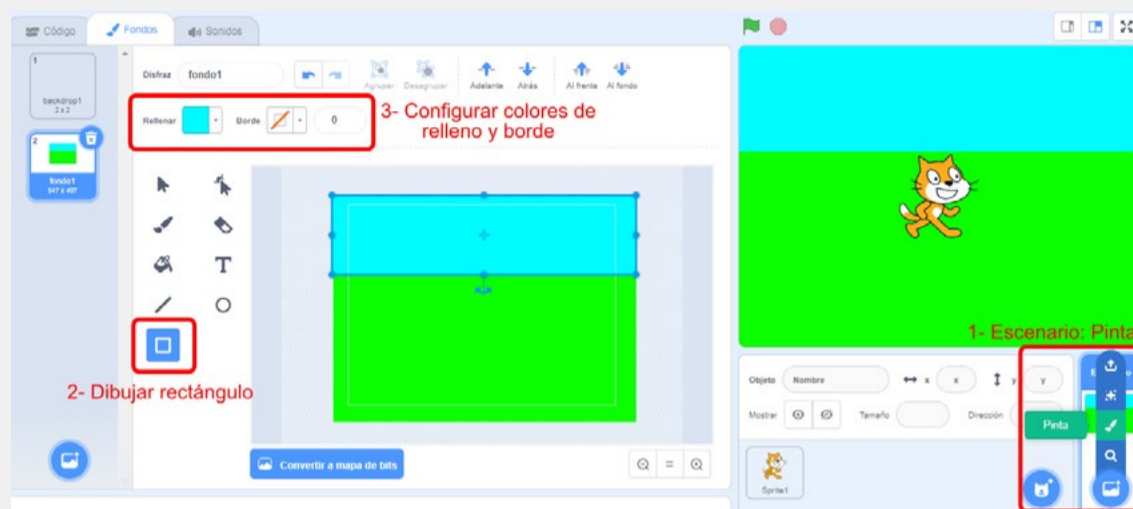 Código
Fondos
Sonidos
1
backdrop1
2 x 2
2
fondo1
547 x 407
Disfraz
fondo1
Agrupar
Desagrupar
Adelante
Atrás
Al frente
Al fondo
Rellenar
Borde
0
3- Configurar colores de
relleno y borde
T
2- Dibujar rectángulo
Convertir a mapa de bits
=
1- Escenario: Pinta
Objeto
Nombre
x
x
y
y
Mostrar
Tamaño
Dirección
Pinta
Sprite1